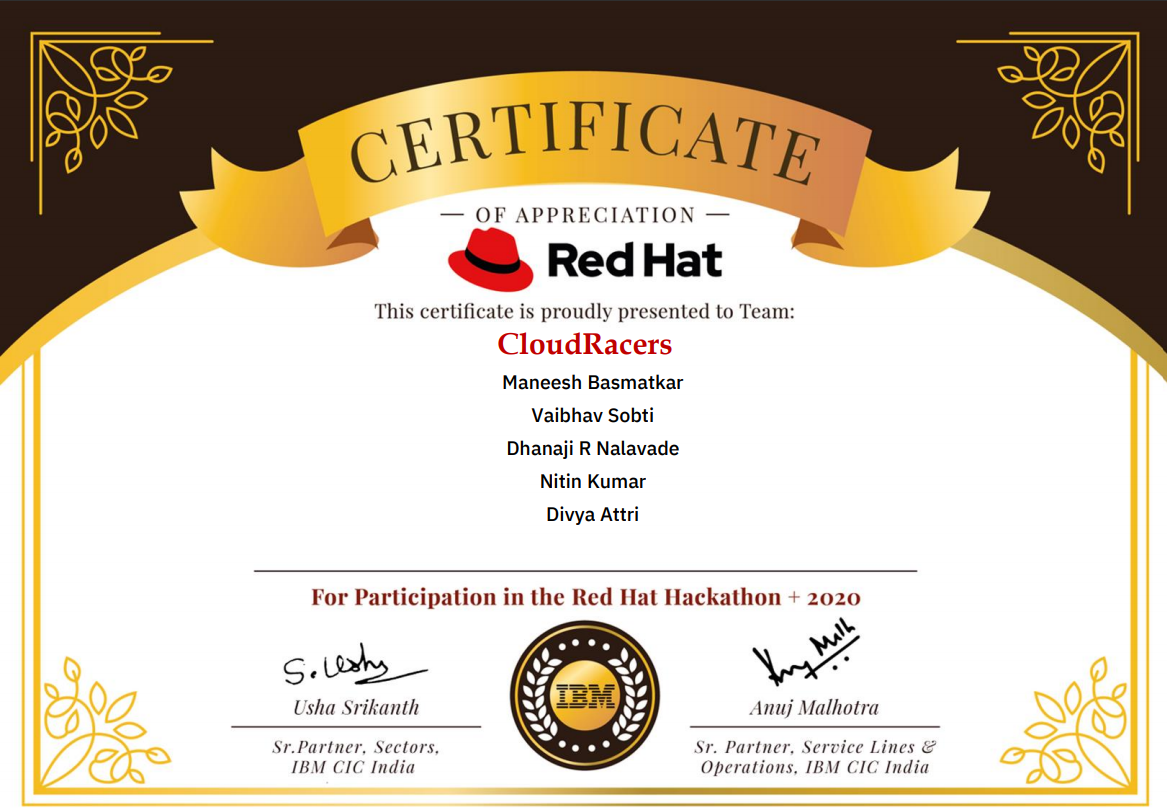 CERTIFICATE
— OF APPRECIATION —
Red Hat
This certificate is proudly presented to Team:
CloudRacers
Maneesh Basmatkar
Vaibhav Sobti
Dhanaji R Nalavade
Nitin Kumar
Divya Attri
For Participation in the Red Hat Hackathon + 2020
S. Usha
IBM
Usha Srikanth
Anuj Malhotra
Sr.Partner, Sectors,
IBM CIC India
Sr. Partner, Service Lines &
Operations, IBM CIC India